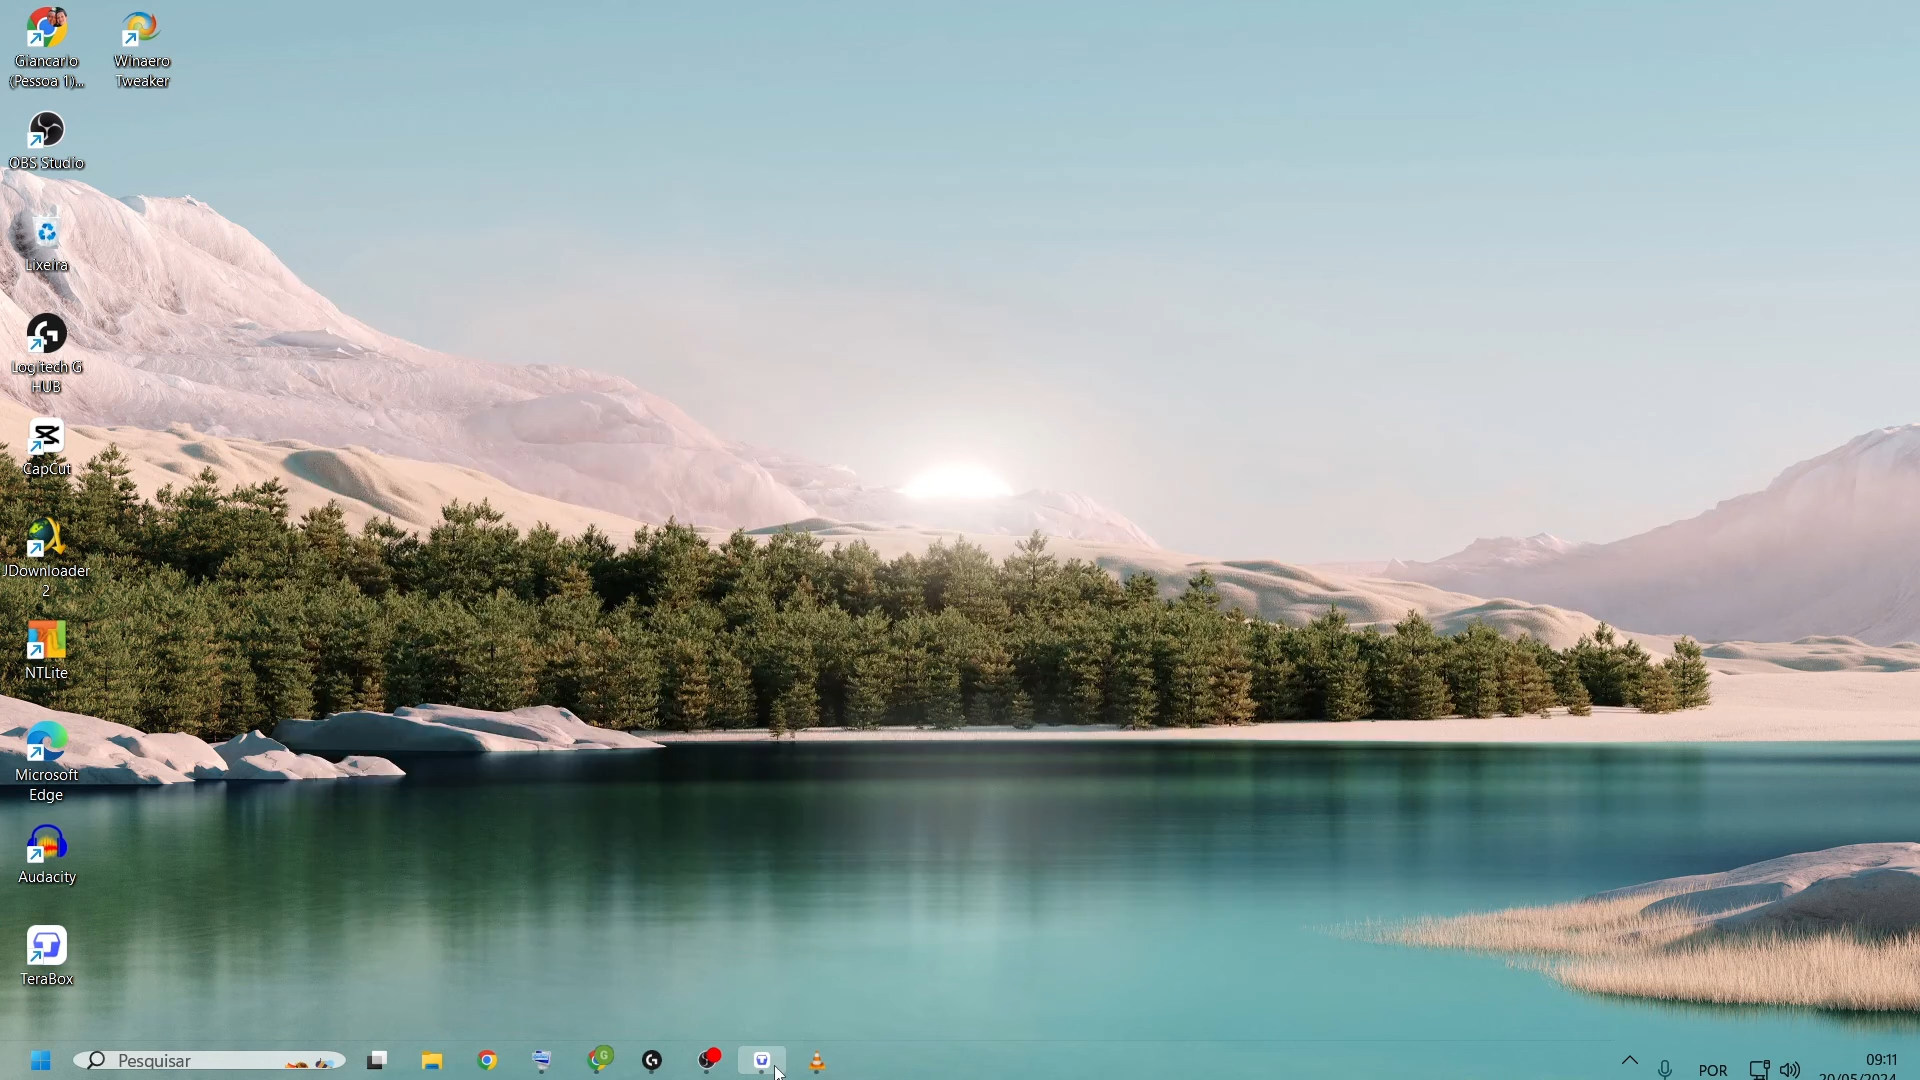 Giancarlo
(Pessoa 1)...
Winaero
Tweaker
OBS Studio
Lixeira
Logitech G
HUB
CapCut
JDownloader
2
NTLite
Microsoft
Edge
Audacity
TeraBox
Pesquisar
G
POR
09:11
20/05/2024